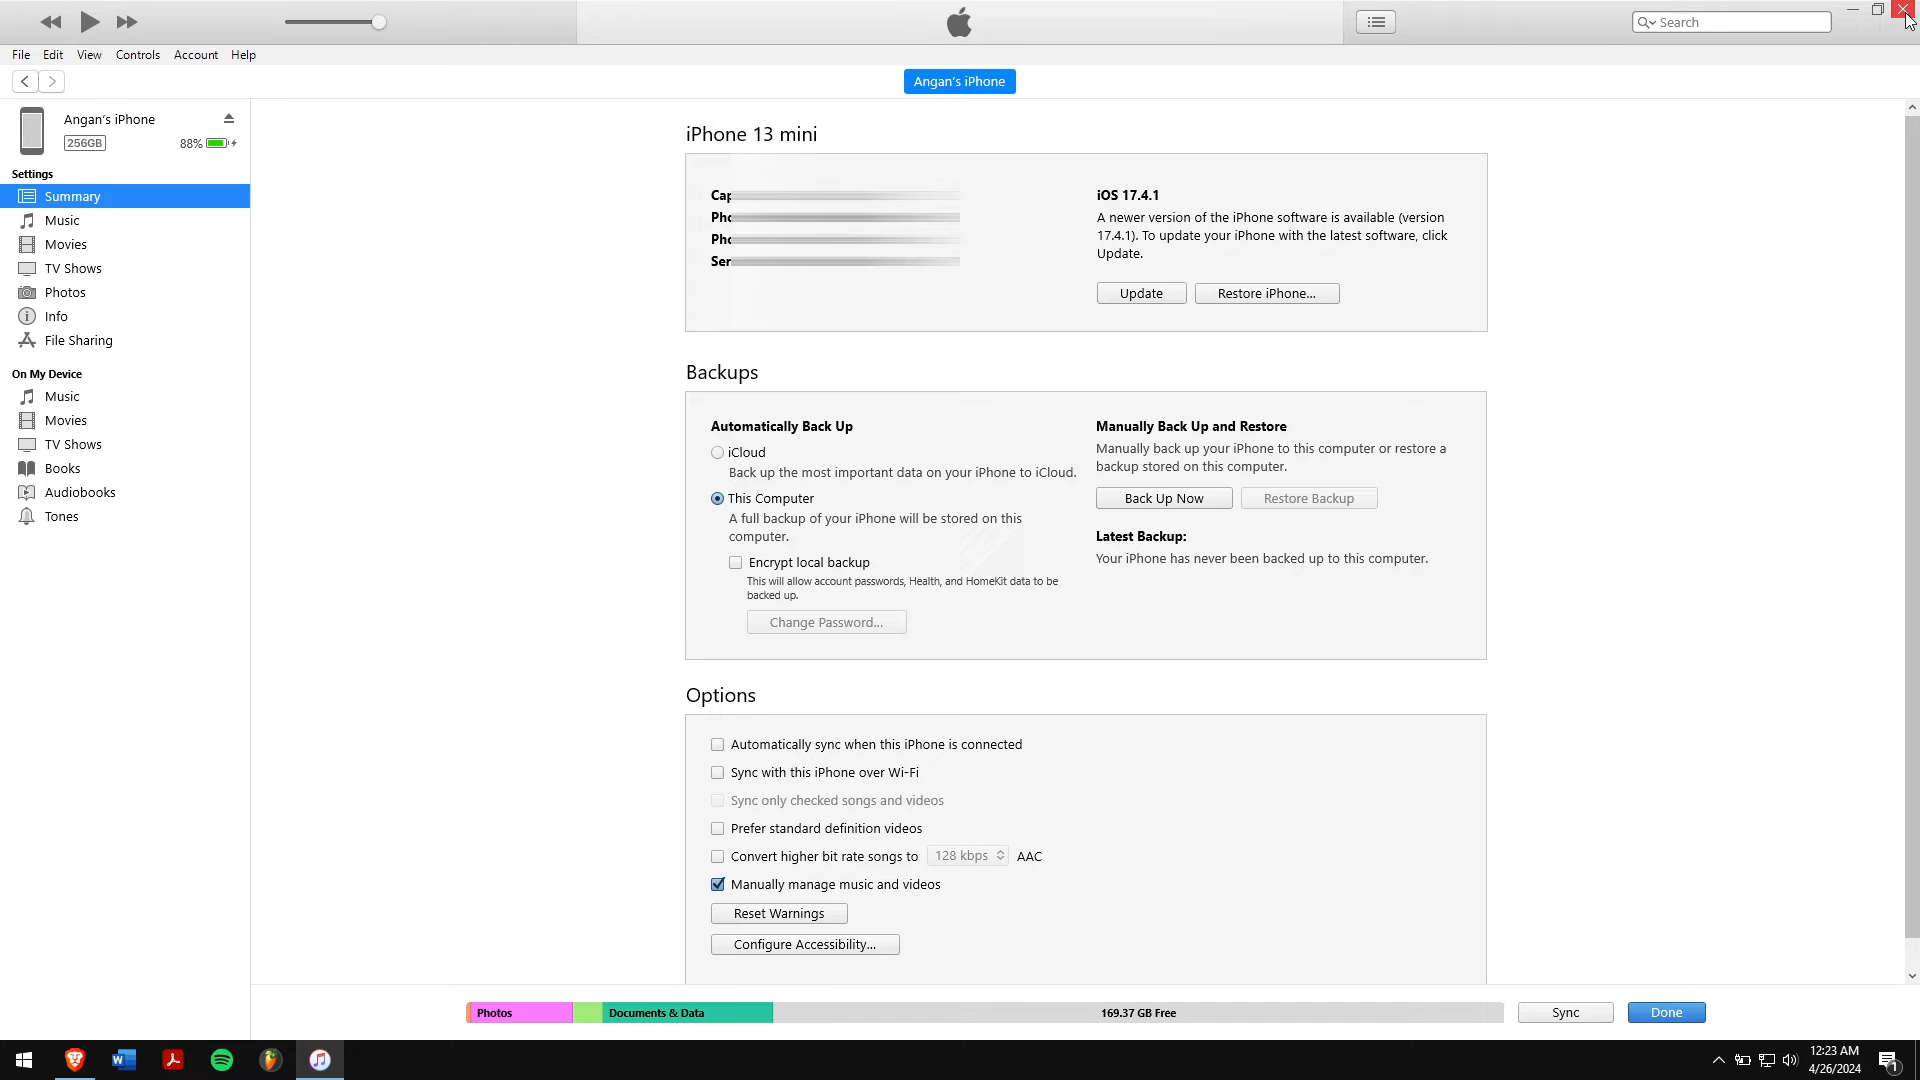 Search
File Edit View Controls Account Help
Angan's iPhone
Angan's iPhone
256GB
88%
Settings
Summary
Music
Movies
TV Shows
Photos
Info
File Sharing
On My Device
Music
Movies
TV Shows
Books
Audiobooks
Tones
iPhone 13 mini
iOS 17.4.1
A newer version of the iPhone software is available (version
17.4.1). To update your iPhone with the latest software, click
Update.
Update
Restore iPhone...
Backups
Automatically Back Up
iCloud
Back up the most important data on your iPhone to iCloud.
This Computer
A full backup of your iPhone will be stored on this
computer.
Encrypt local backup
This will allow account passwords, Health, and HomeKit data to be
backed up.
Change Password...
Manually Back Up and Restore
Manually back up your iPhone to this computer or restore a
backup stored on this computer.
Back Up Now
Restore Backup
Latest Backup:
Your iPhone has never been backed up to this computer.
Options
Automatically sync when this iPhone is connected
Sync with this iPhone over Wi-Fi
Sync only checked songs and videos
Prefer standard definition videos
Convert higher bit rate songs to 128 kbps AAC
Manually manage music and videos
Reset Warnings
Configure Accessibility...
Photos
Documents & Data
169.37 GB Free
Sync
Done
12:23 AM
4/26/2024
1